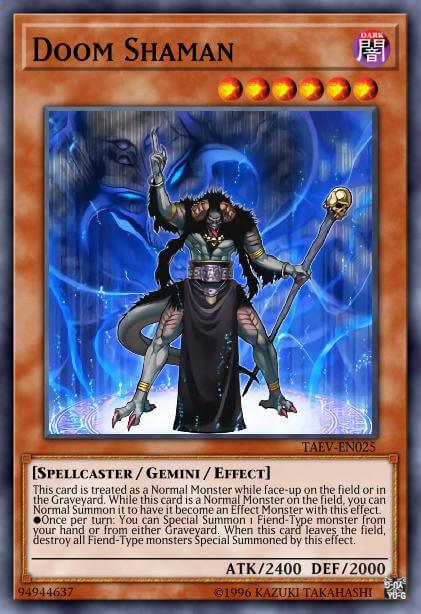 DOOM SHAMAN
DARK
闇
TAEV-EN025
[SPELLCASTER / GEMINI / EFFECT]
This card is treated as a Normal Monster while face-up on the field or in
the Graveyard. While this card is a Normal Monster on the field, you can
Normal Summon it to have it become an Effect Monster with this effect.
●Once per turn: You can Special Summon 1 Fiend-Type monster from
your hand or from either Graveyard. When this card leaves the field,
destroy all Fiend-Type monsters Special Summoned by this effect.
ATK/2400 DEF/2000
94944637
©1996 KAZUKI TAKAHASHI